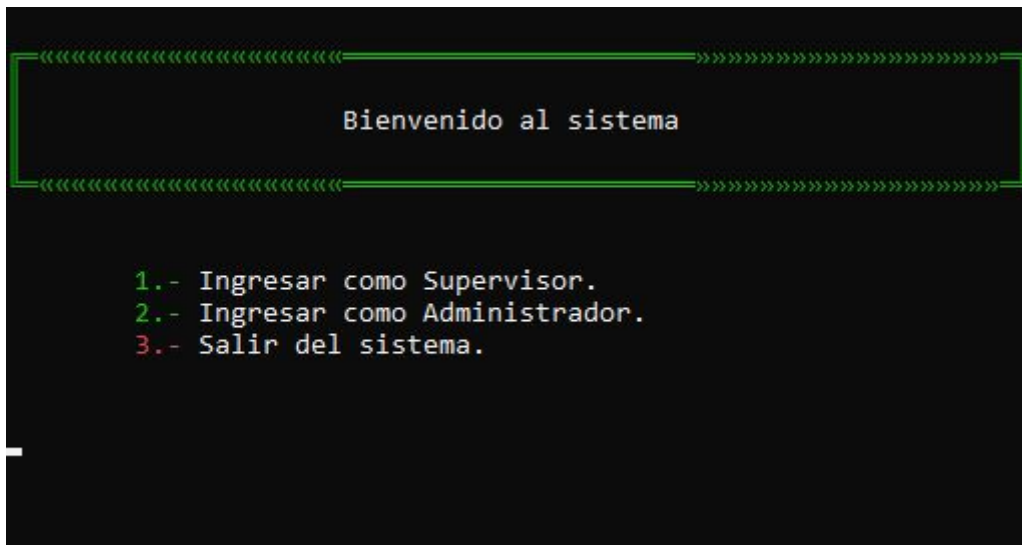 Bienvenido al sistema
1.- Ingresar como Supervisor.
2.- Ingresar como Administrador.
3.- Salir del sistema.